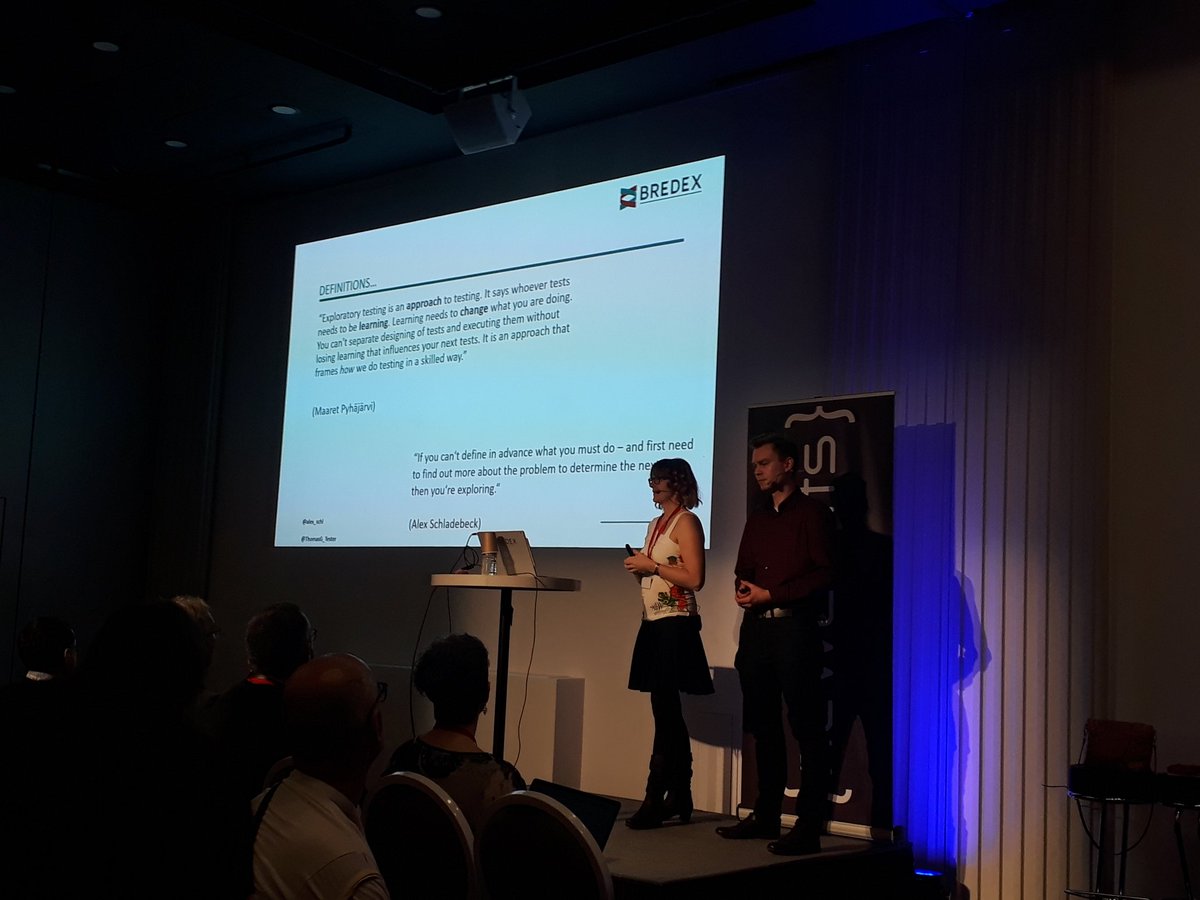 BREDEX
DEFINITIONS...
“Exploratory testing is an approach to testing. It says whoever tests
needs to be learning. Learning needs to change what you are doing.
You can't separate designing of tests and executing them without
losing learning that influences your next tests. It is an approach that
frames how we do testing in a skilled way.”
(Maaret Pyhäjärvi)
“If you can't define in advance what you must do – and first need
to find out more about the problem to determine the
then you're exploring.“
(Alex Schladebeck)
@alex_schl
@ThomasG_Tester